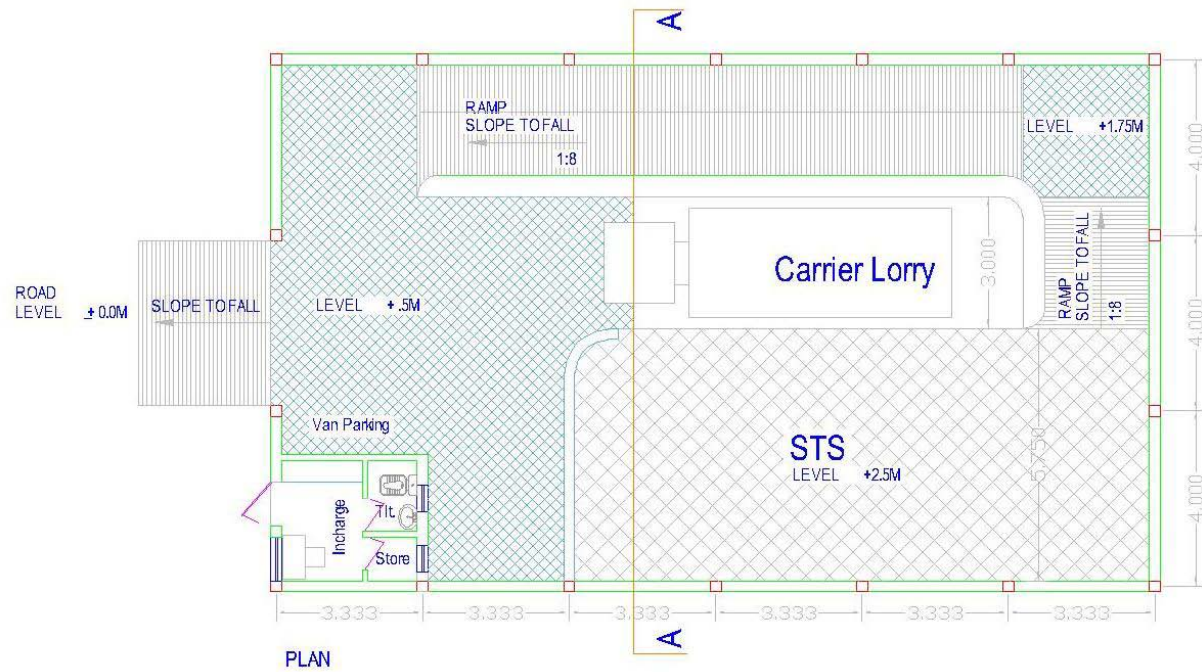 A
RAMP
SLOPE TO FALL
1:8
LEVEL +1.75M
4.000
ROAD
LEVEL ± 0.0M
SLOPE TO FALL
LEVEL + .5M
Carrier Lorry
3.000
RAMP
SLOPE TO FALL
1:8
4.000
Van Parking
STS
LEVEL +2.5M
5.750
4.000
Incharge
Tlt.
Store
3.333
3.333
3.333
3.333
3.333
3.333
A
PLAN